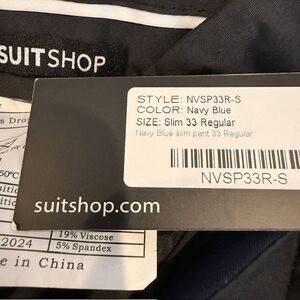 SUITSHOP
STYLE: NVSP33R-S
COLOR: Navy Blue
SIZE: Slim 33 Regular
Navy Blue slim pant 33 Regular
NVSP33R-S
suitshop.com
19% Viscose
2024
5% Spandex
in China